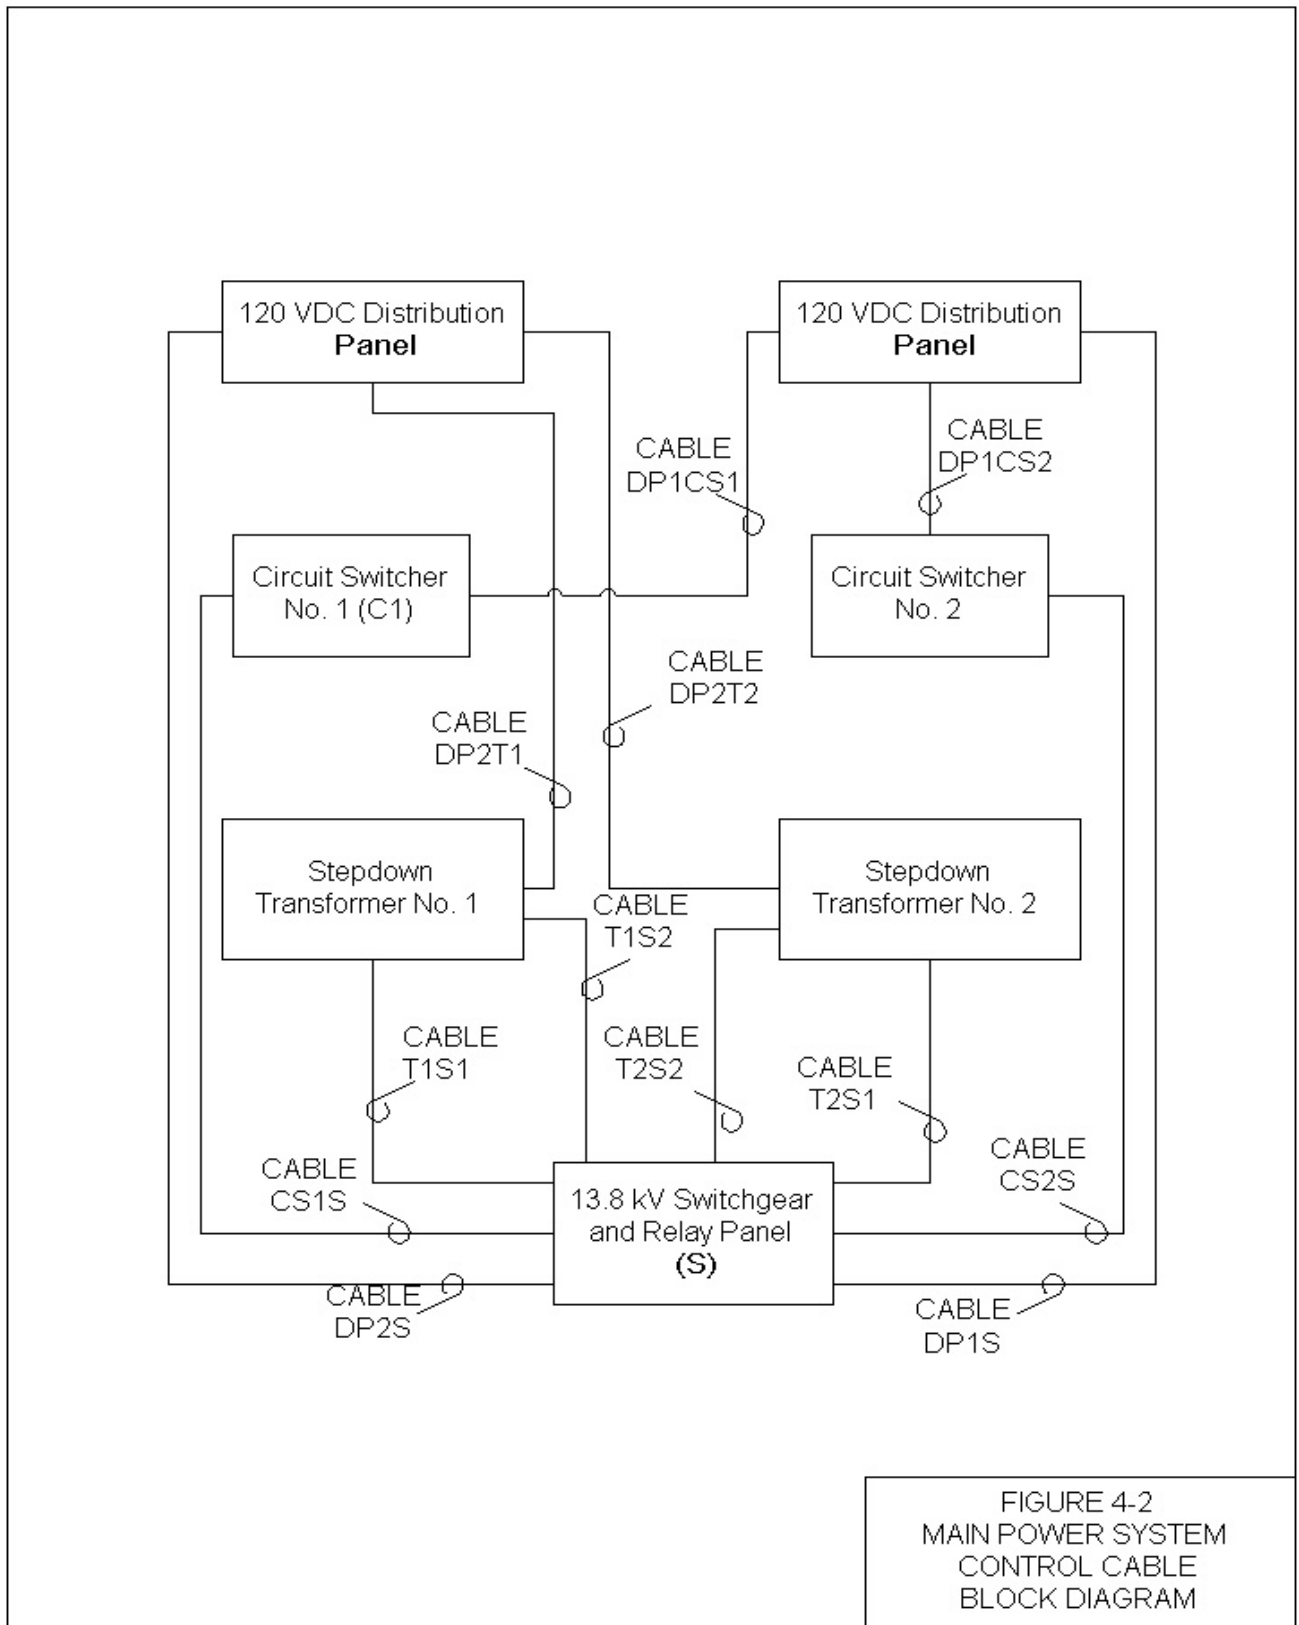 120 VDC Distribution
Panel
120 VDC Distribution
Panel
CABLE
DP1CS1
CABLE
DP1CS2
Circuit Switcher
No. 1 (C1)
Circuit Switcher
No. 2
CABLE
DP2T2
CABLE
DP2T1
Stepdown
Transformer No. 1
Stepdown
Transformer No. 2
CABLE
T1S2
CABLE
T1S1
CABLE
T2S2
CABLE
T2S1
CABLE
CS1S
CABLE
CS2S
13.8 kV Switchgear
and Relay Panel
(S)
CABLE
DP2S
CABLE
DP1S
FIGURE 4-2
MAIN POWER SYSTEM
CONTROL CABLE
BLOCK DIAGRAM